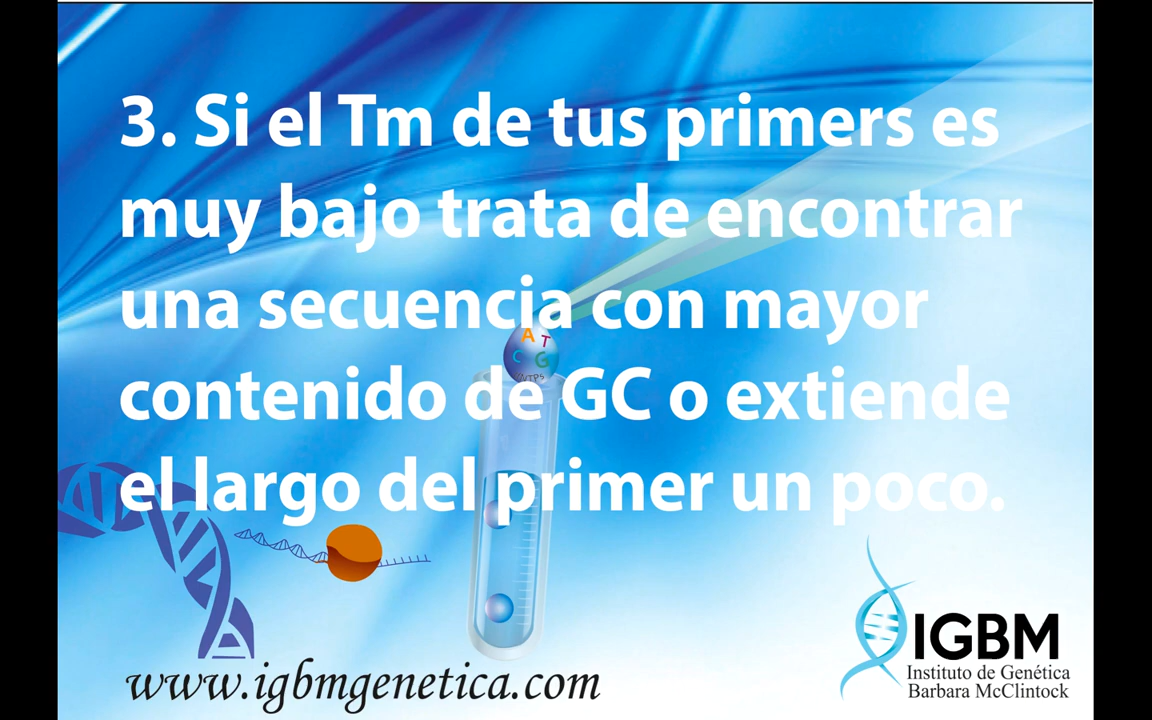 3. Si el Tm de tus primers es
muy bajo trata de encontrar
una secuencia con mayor
contenido de GC o extiende
el largo del primer un poco.
A T
C G
www.igbmgenetica.com
IGBM
Instituto de Genética
Barbara McClintock